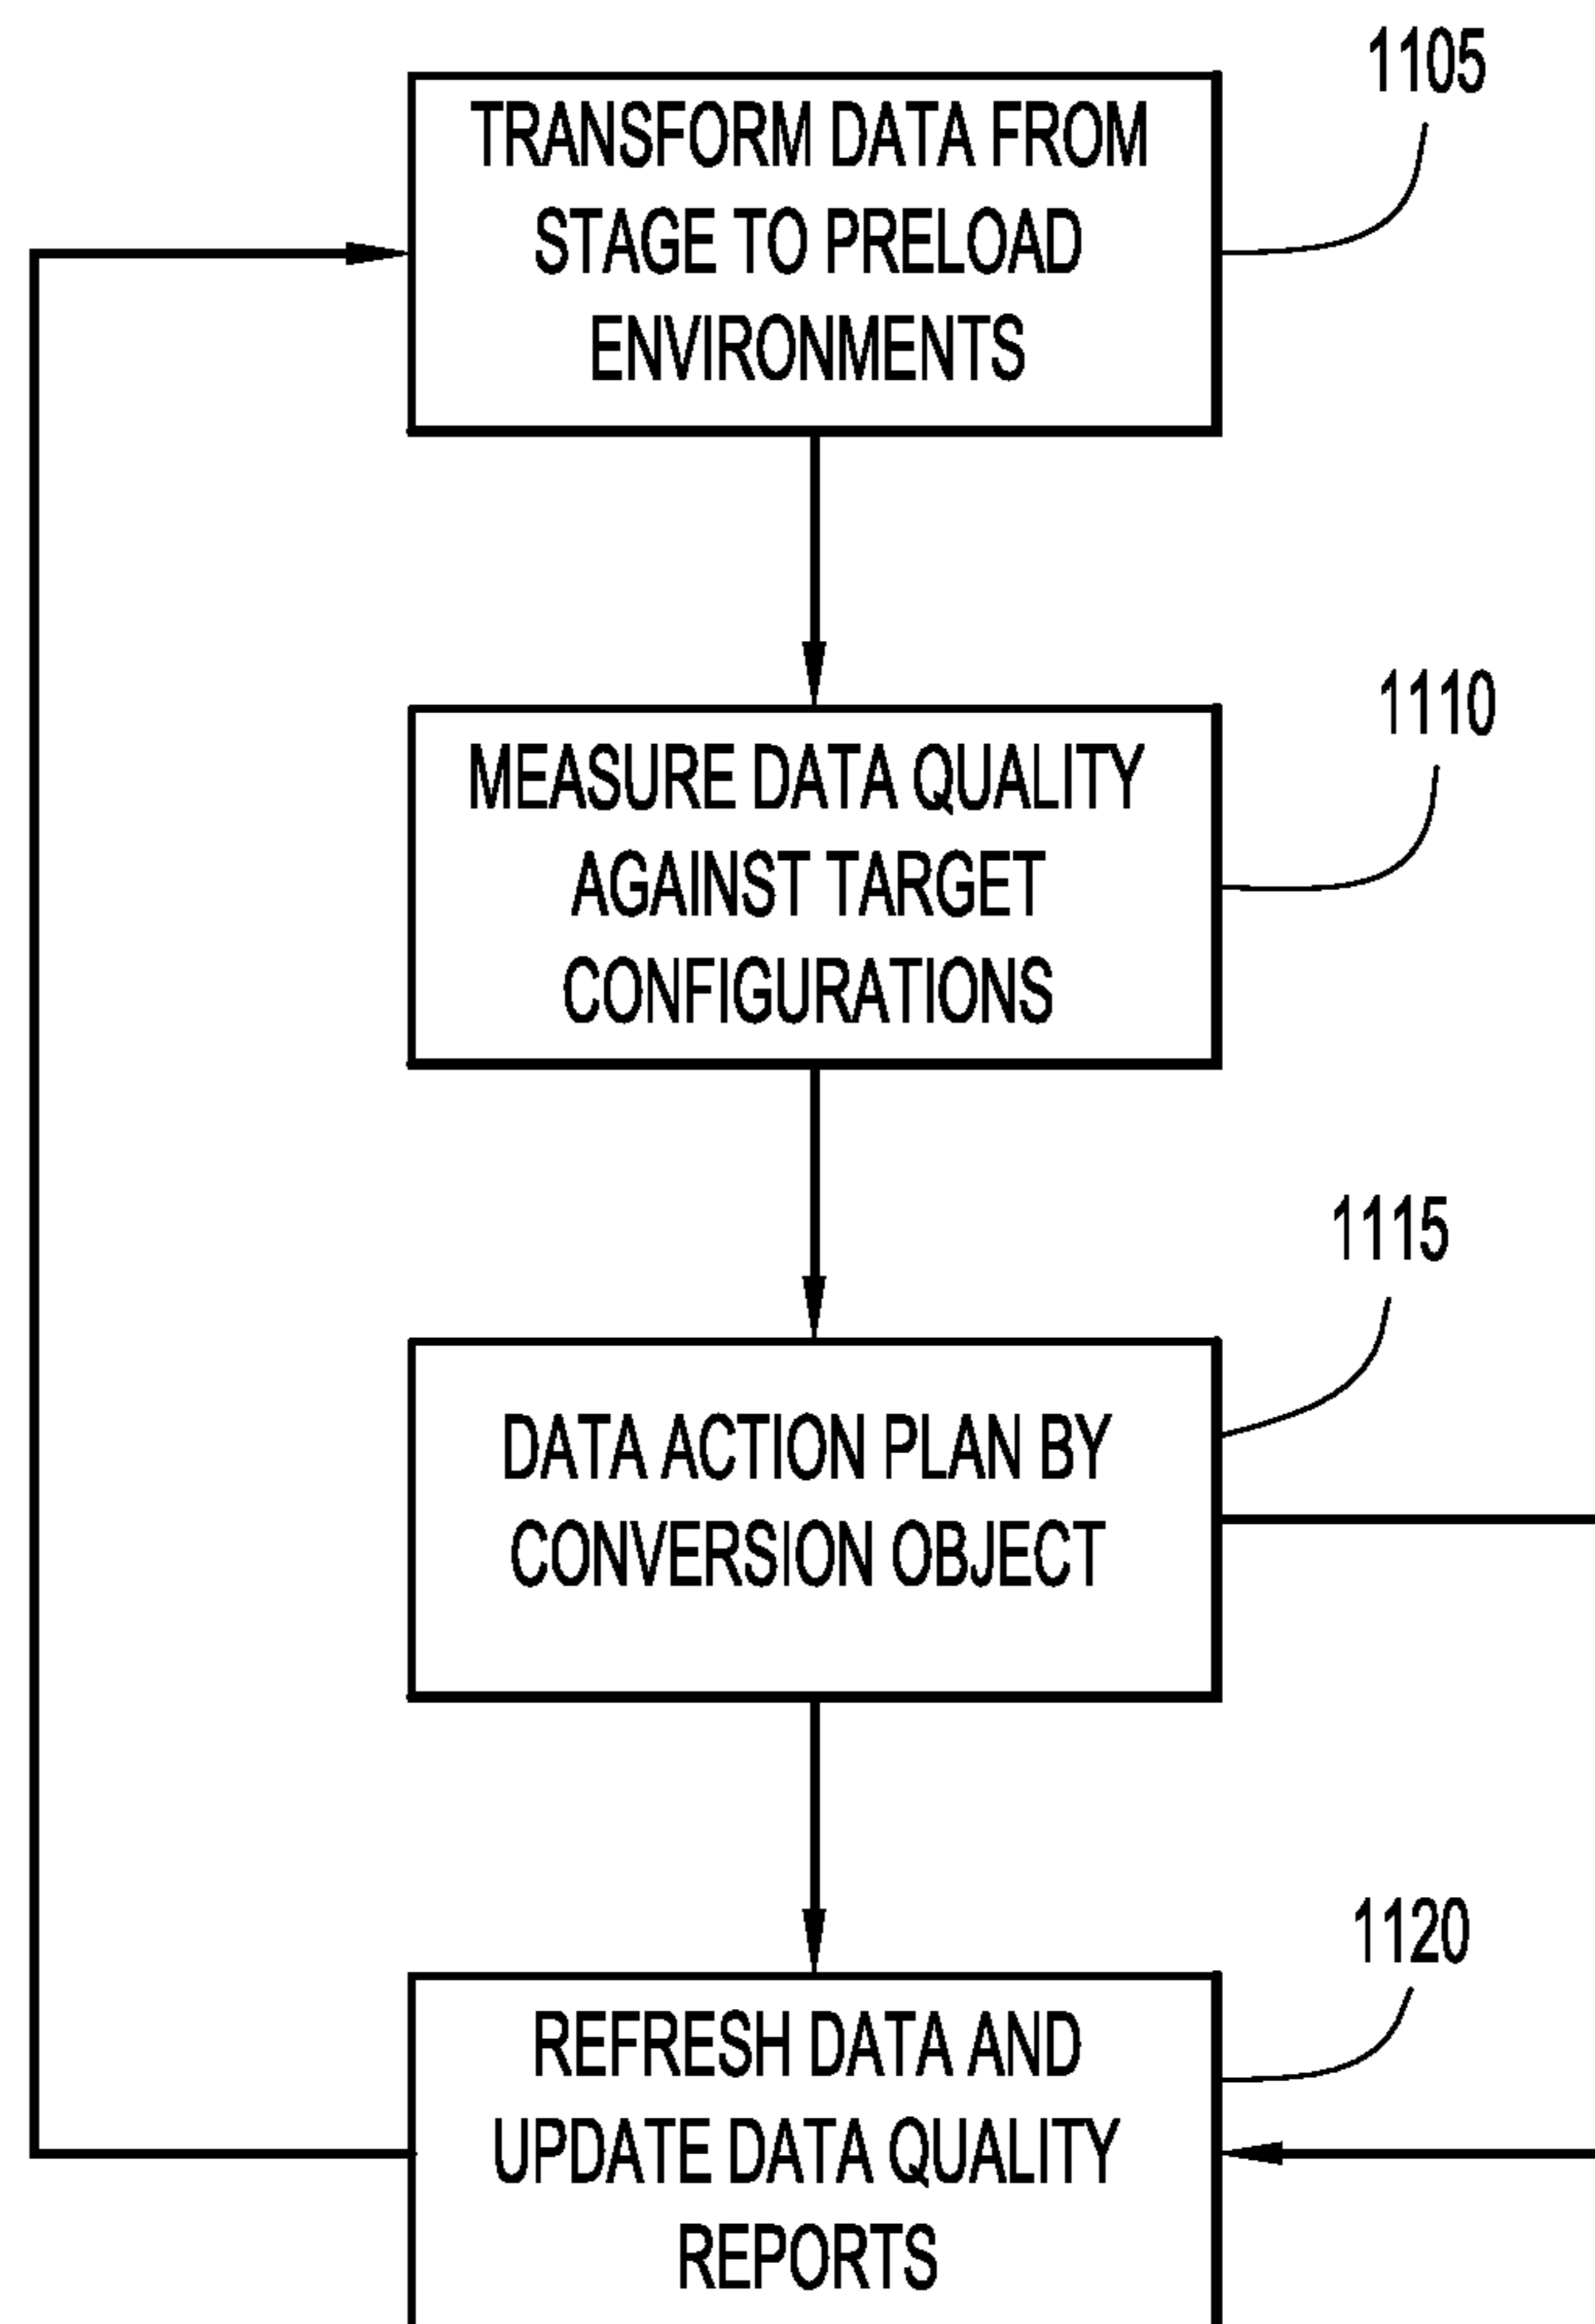 1105
TRANSFORM DATA FROM
STAGE TO PRELOAD
ENVIRONMENTS
1110
MEASURE DATA QUALITY
AGAINST TARGET
CONFIGURATIONS
1115
DATA ACTION PLAN BY
CONVERSION OBJECT
1120
REFRESH DATA AND
UPDATE DATA QUALITY
REPORTS